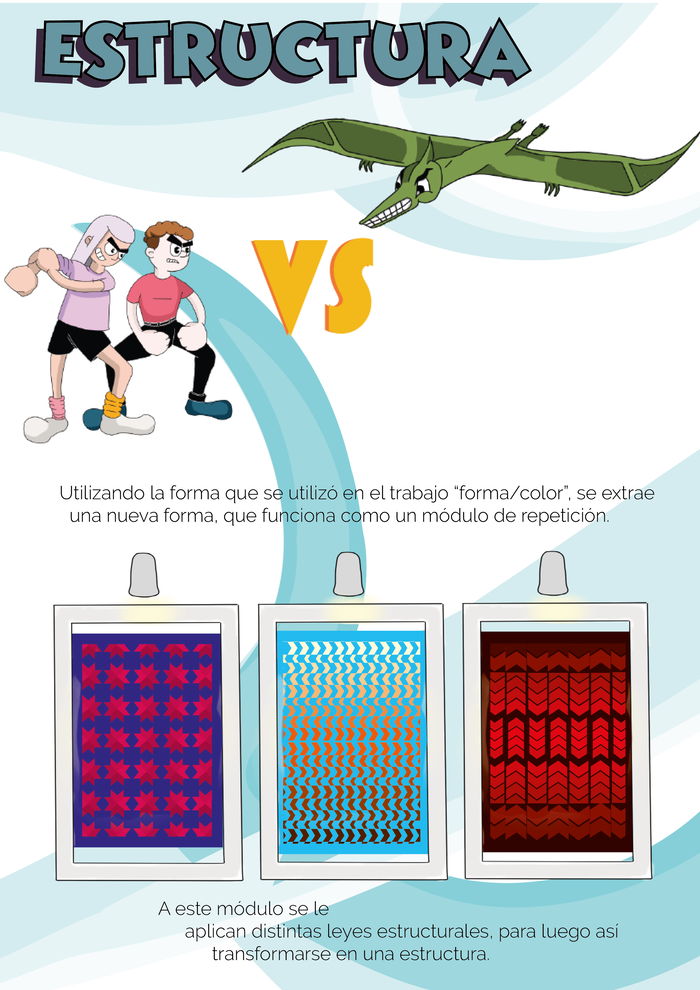 ESTRUCTURA
VS
Utilizando la forma que se utilizó en el trabajo “forma/color”, se extrae
una nueva forma, que funciona como un módulo de repetición.
A este módulo se le
aplican distintas leyes estructurales, para luego así
transformarse en una estructura.